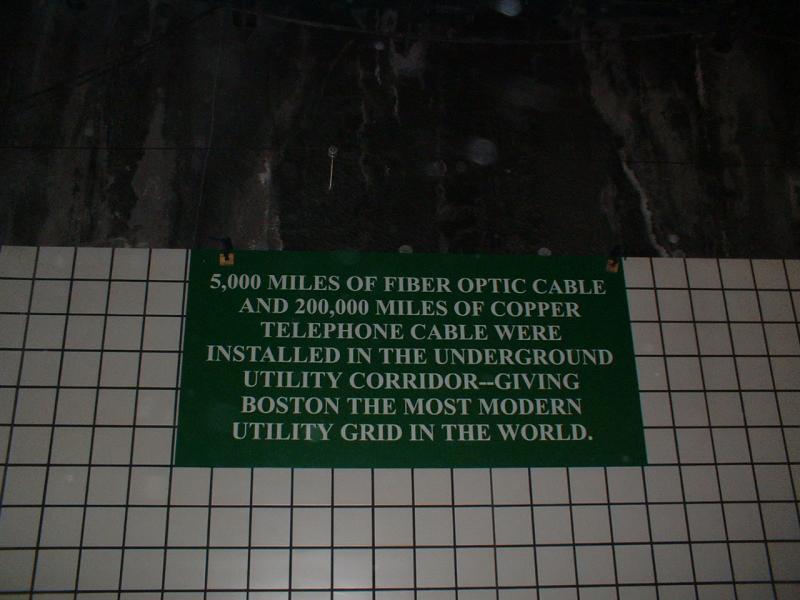 5,000 MILES OF FIBER OPTIC CABLE
AND 200,000 MILES OF COPPER
TELEPHONE CABLE WERE
INSTALLED IN THE UNDERGROUND
UTILITY CORRIDOR--GIVING
BOSTON THE MOST MODERN
UTILITY GRID IN THE WORLD.